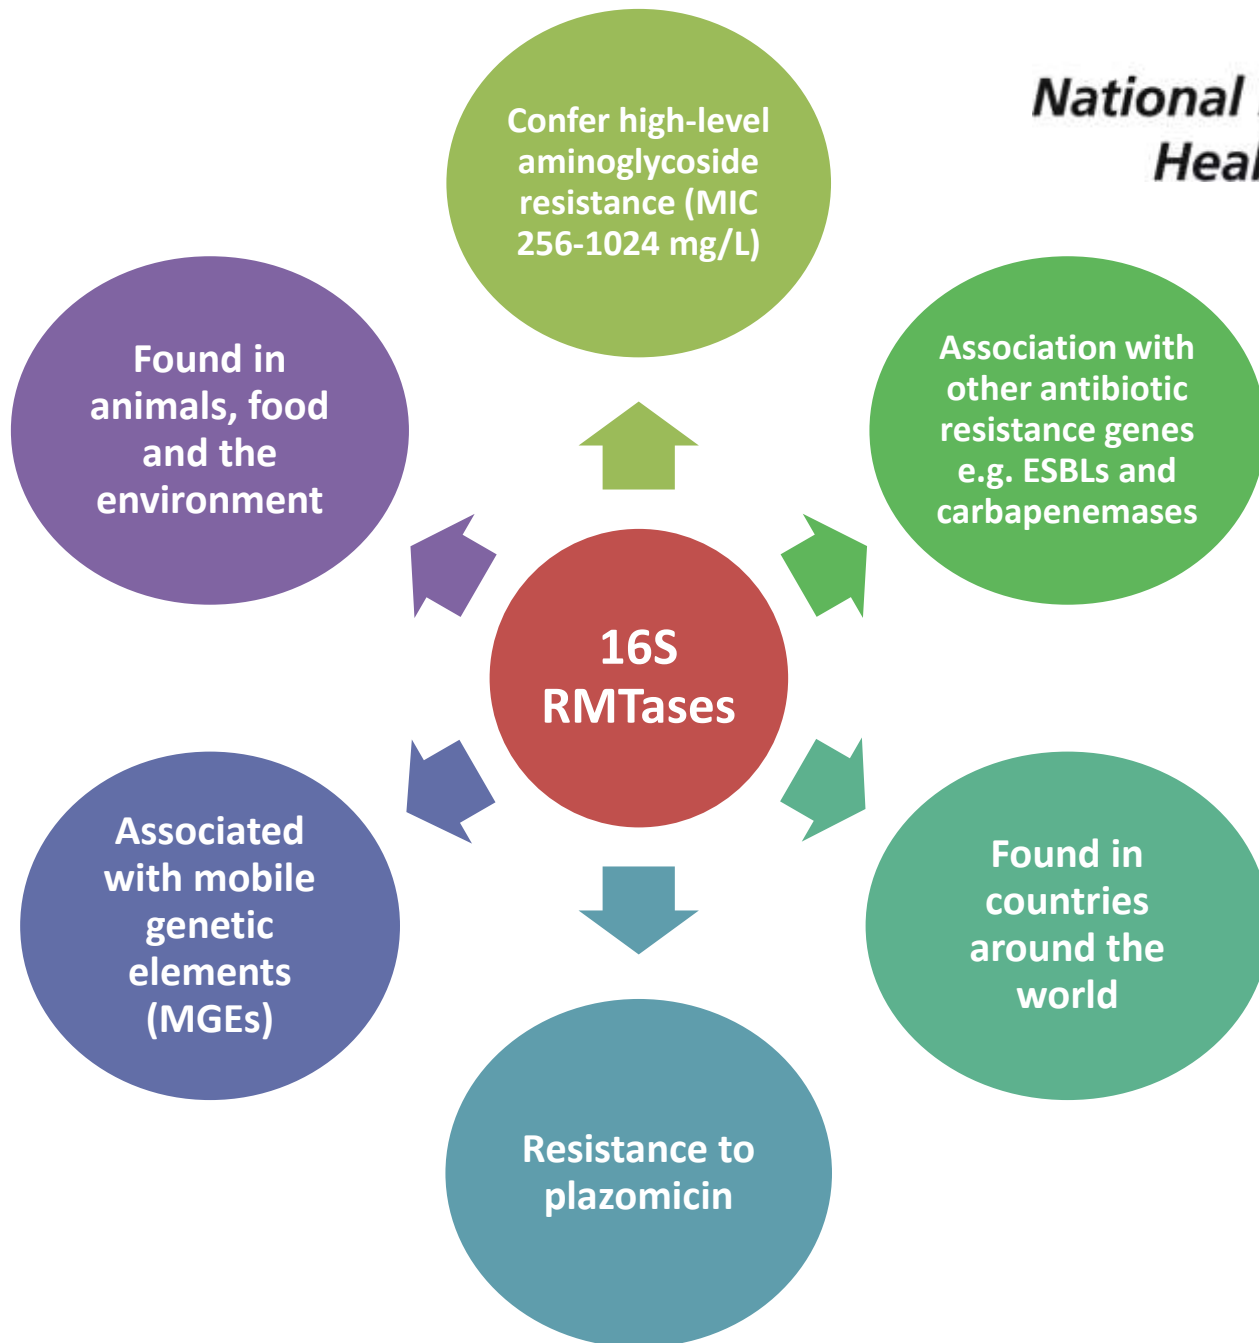 National
Heal
Confer high-level
aminoglycoside
resistance (MIC
256-1024 mg/L)
Association with
other antibiotic
resistance genes
e.g. ESBLs and
carbapenemases
Found in
countries
around the
world
Resistance to
plazomicin
Associated
with mobile
genetic
elements
(MGEs)
Found in
animals, food
and the
environment
16S
RMTases